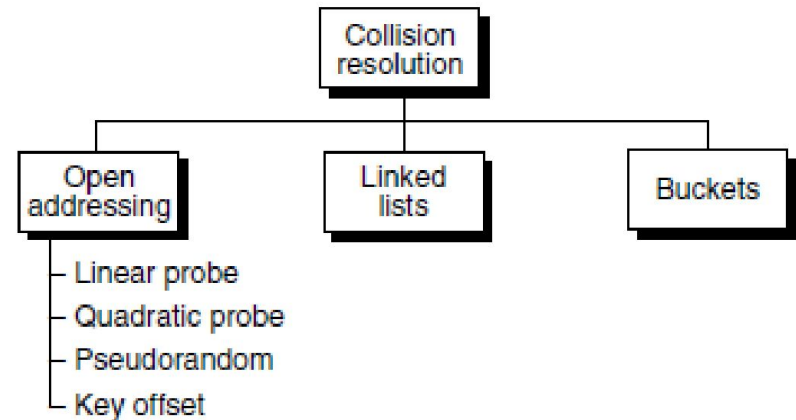 Collision
resolution
Open
addressing
Linked
lists
Buckets
Linear probe
Quadratic probe
Pseudorandom
Key offset